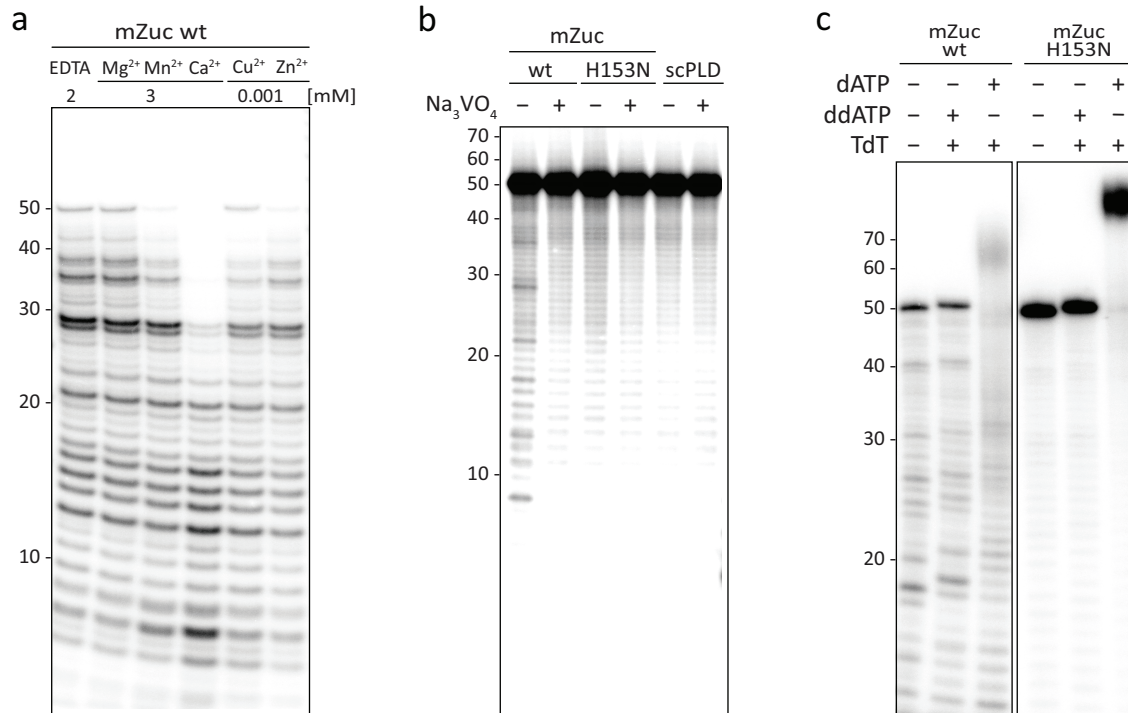 a
mZuc wt
EDTA Mg²⁺ Mn²⁺ Ca²⁺ Cu²⁺ Zn²⁺
2 3 0.001 [mM]
50
40
30
20
10
b
mZuc
wt H153N scPLD
Na₃VO₄ – + – + – +
70
60
50
40
30
20
10
c
mZuc wt mZuc H153N
dATP – – + – – +
ddATP – + – – + –
TdT – + + – + +
70
60
50
40
30
20